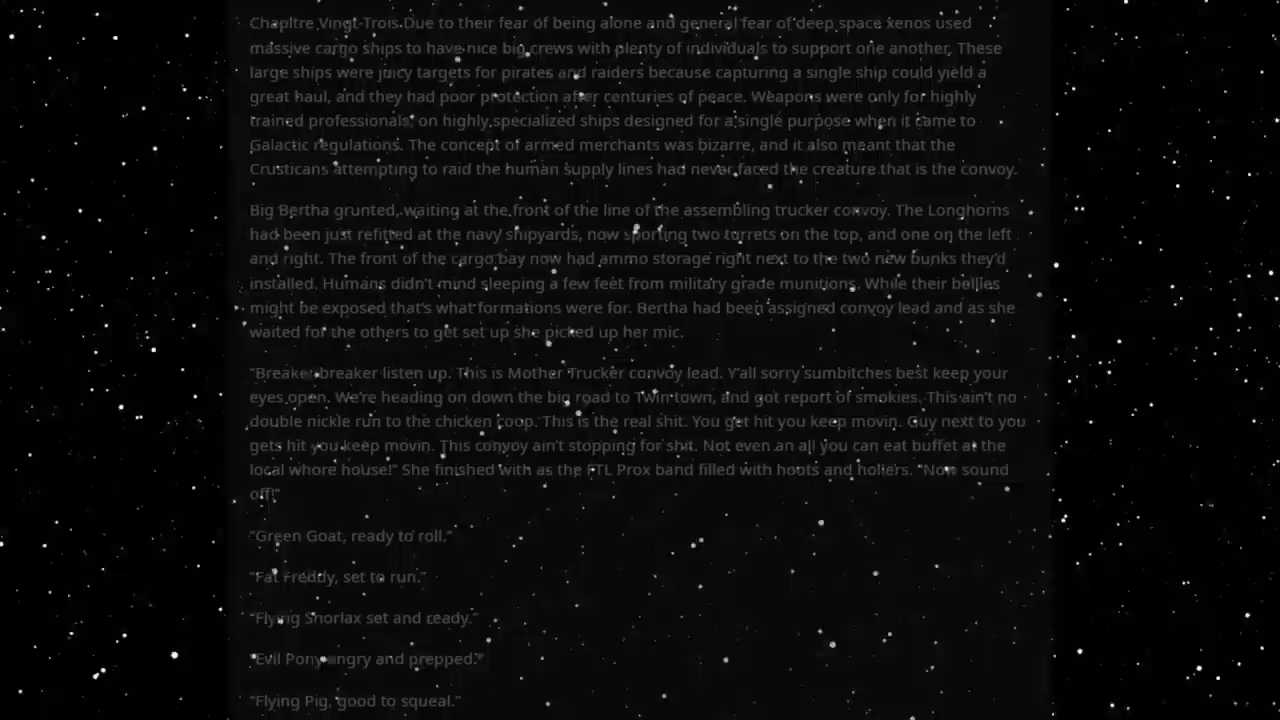 Chapitre Vingt-Trois Due to their fear of being alone and general fear of deep space xenos used
massive cargo ships to have nice big crews with plenty of individuals to support one another. These
large ships were juicy targets for pirates and raiders because capturing a single ship could yield a
great haul, and they had poor protection after centuries of peace. Weapons were only for highly
trained professionals, on highly specialized ships designed for a single purpose when it came to
Galactic regulations. The concept of armed merchants was bizarre, and it also meant that the
Crusticans attempting to raid the human supply lines had never faced the creature that is the convoy.
Big Bertha grunted, waiting at the front of the line of the assembling trucker convoy. The Longhorns
had been just refitted at the navy shipyards, now sporting two turrets on the top, and one on the left
and right. The front of the cargo bay now had ammo storage right next to the two new bunks they'd
installed. Humans didn't mind sleeping a few feet from military grade munitions. While their bellies
might be exposed that's what formations were for. Bertha had been assigned convoy lead and as she
waited for the others to get set up she picked up her mic.
"Breaker breaker listen up. This is Mother Trucker convoy lead. Y'all sorry sumbitches best keep your
eyes open. We're heading on down the big road to Twin town, and got report of smokies. This ain't no
double nickle run to the chicken coop. This is the real shit. You get hit you keep movin. Guy next to you
gets hit you keep movin. This convoy ain't stopping for shit. Not even an all you can eat buffet at the
local whore house!" She finished with as the FTL Prox band filled with hoots and hollers. "Now sound
off!"
"Green Goat, ready to roll."
"Fat Freddy, set to run."
"Flying Snorlax set and ready."
"Evil Pony angry and prepped."
"Flying Pig, good to squeal."